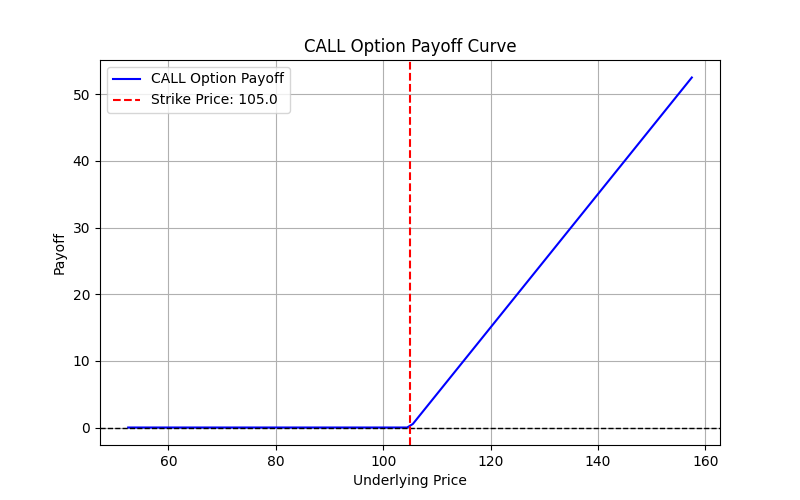 CALL Option Payoff Curve
CALL Option Payoff
Strike Price: 105.0
50
40
30
20
10
0
Payoff
60 80 100 120 140 160
Underlying Price